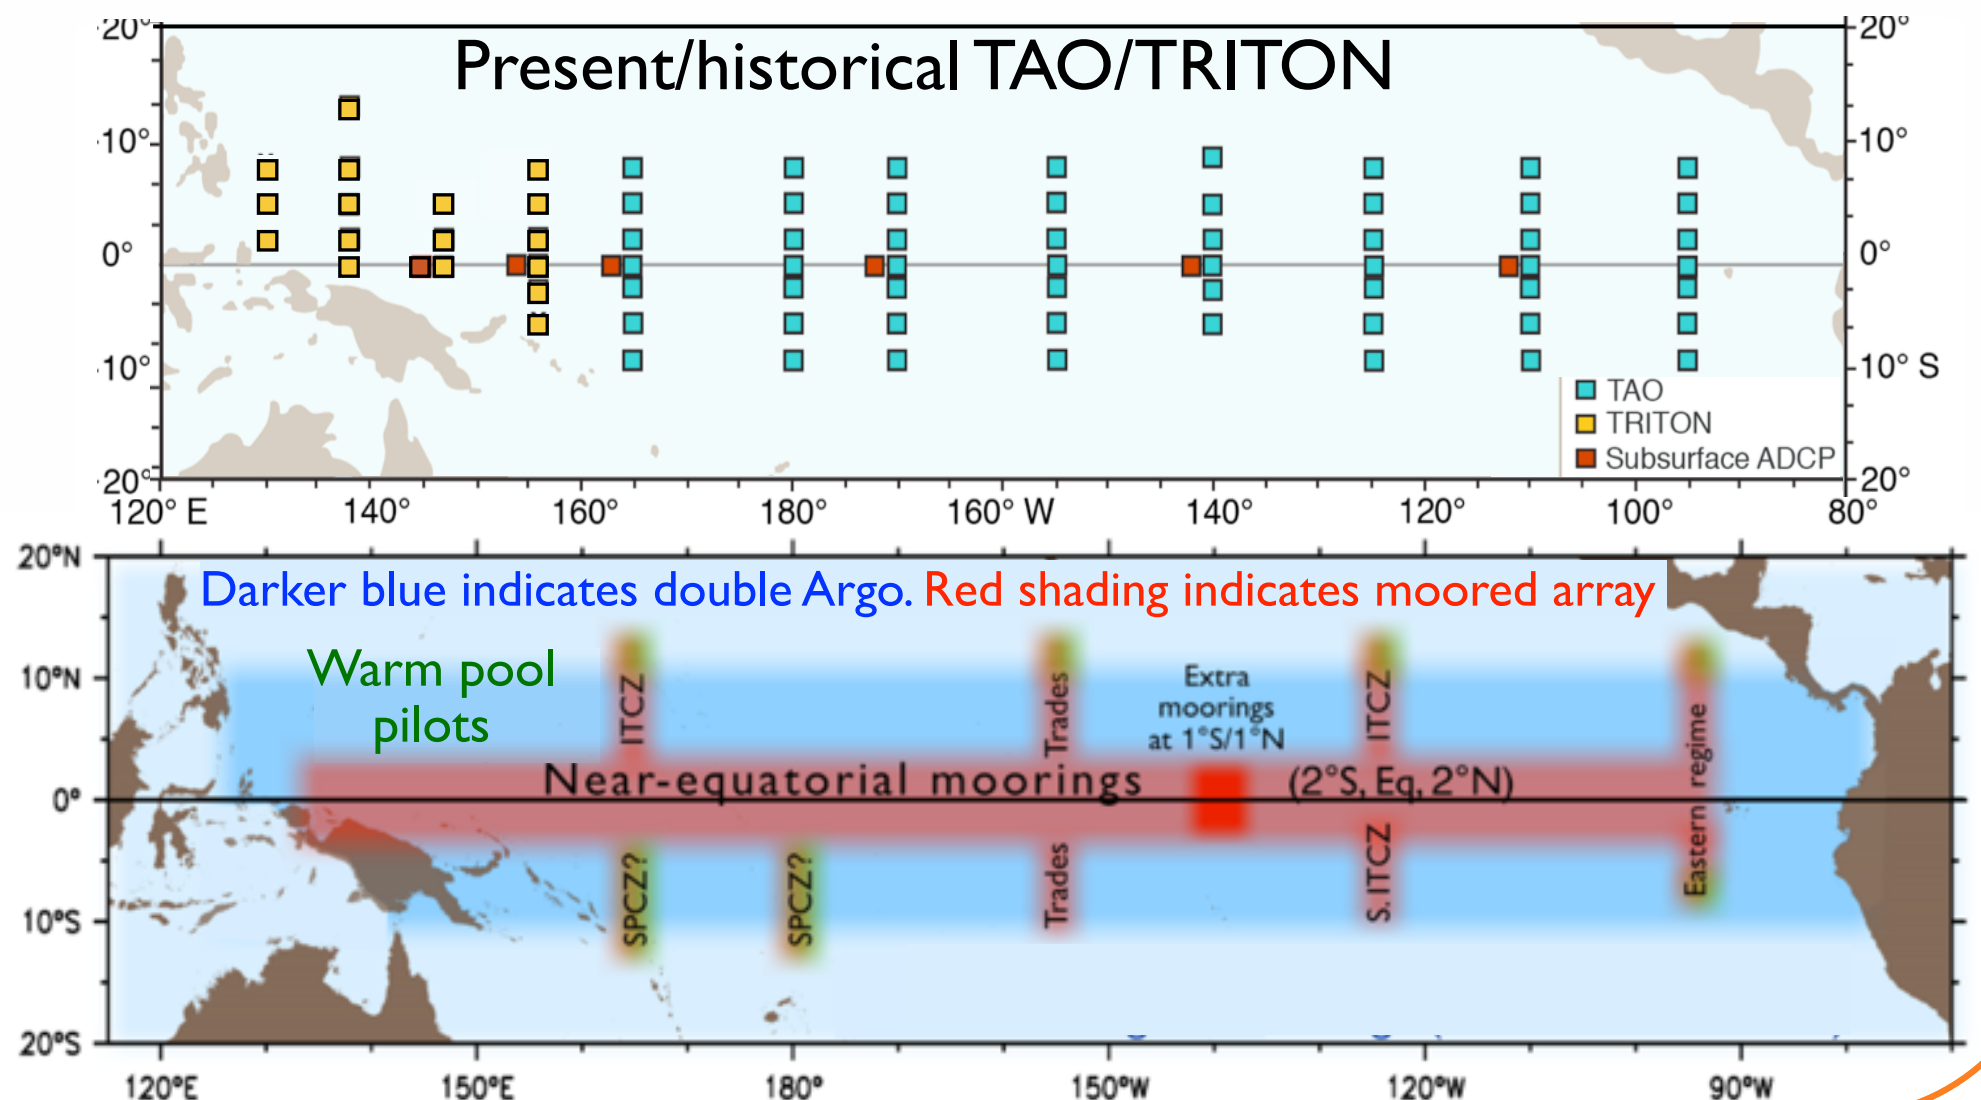 20°
20°
Present/historical TAO/TRITON
10°
10°
0°
0°
10°
10° S
TAO
TRITON
Subsurface ADCP
20°
20°
120° E 140° 160° 180° 160° W 140° 120° 100° 80°
20°N
Darker blue indicates double Argo. Red shading indicates moored array
Warm pool
pilots
10°N
ITCZ
Trades
Extra
moorings
at 1°S/1°N
ITCZ
Eastern regime
Near-equatorial moorings (2°S, Eq, 2°N)
0°
SPCZ?
SPCZ?
Trades
S. ITCZ
10°S
20°S
120°E 150°E 180° 150°W 120°W 90°W